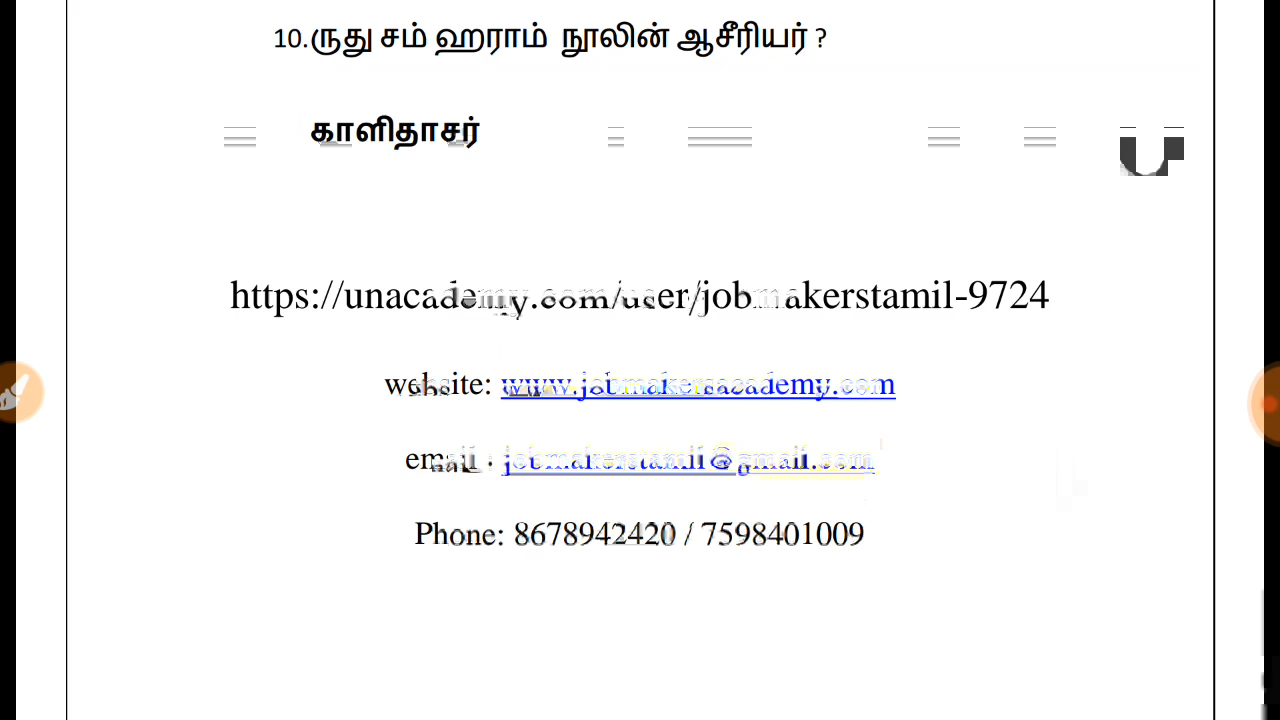 10.ருது சம் ஹராம் நூலின் ஆசீரியர் ?
காளிதாசர்
https://unacademy.com/user/jobmakerstamil-9724
website: www.jobmakersacademy.com
email : jobmakerstamil@gmail.com
Phone: 8678942420 / 7598401009